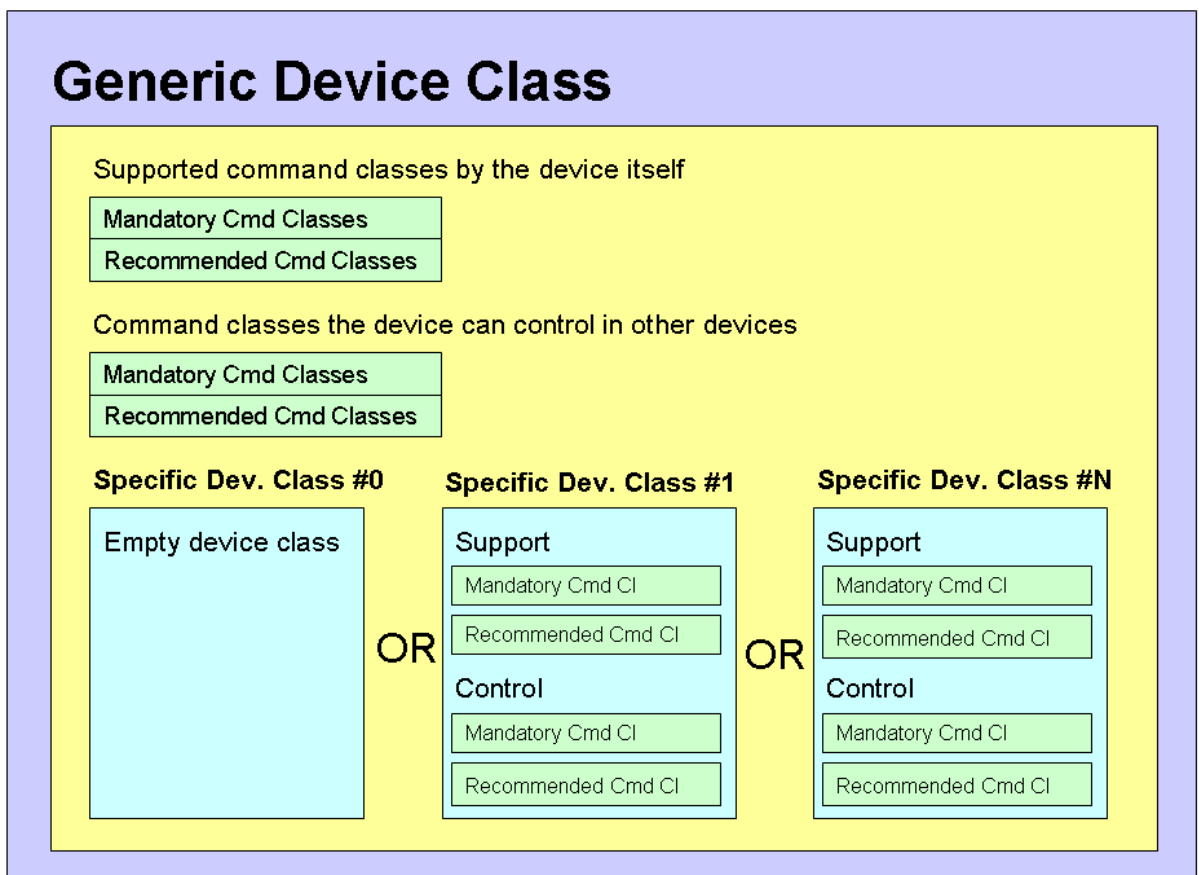 Generic Device Class
Supported command classes by the device itself
Mandatory Cmd Classes
Recommended Cmd Classes
Command classes the device can control in other devices
Mandatory Cmd Classes
Recommended Cmd Classes
Specific Dev. Class #0
Empty device class
OR
Specific Dev. Class #1
Support
Mandatory Cmd Cl
Recommended Cmd Cl
Control
Mandatory Cmd Cl
Recommended Cmd Cl
OR
Specific Dev. Class #N
Support
Mandatory Cmd Cl
Recommended Cmd Cl
Control
Mandatory Cmd Cl
Recommended Cmd Cl